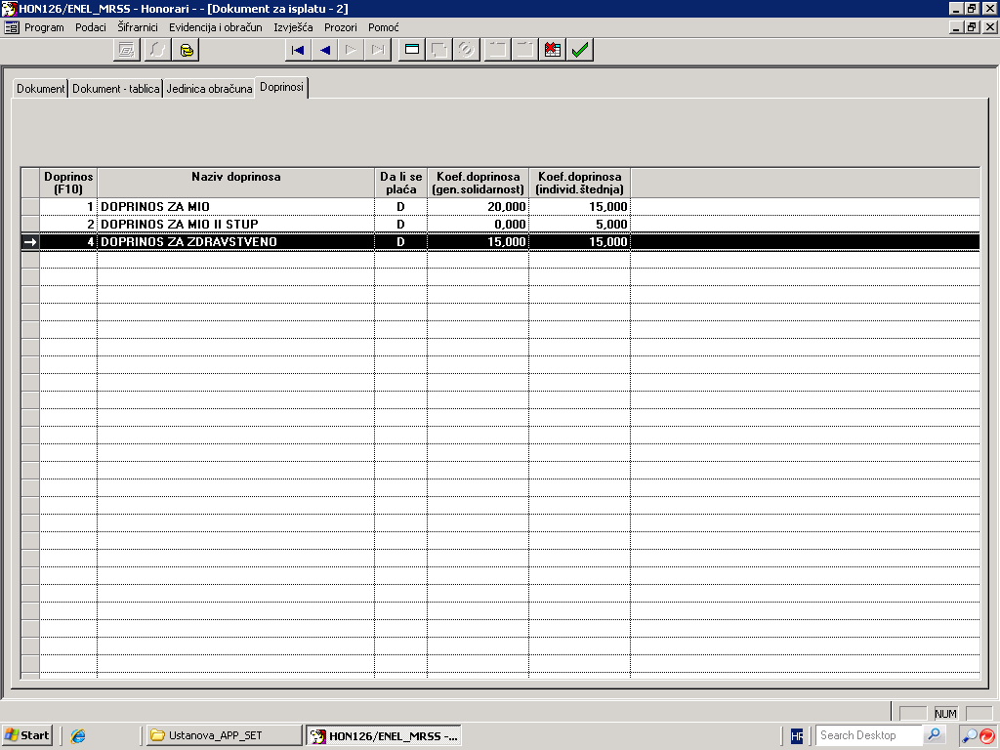 HON126/ENEL_MRSS - Honorari - - [Dokument za isplatu - 2]
Program Podaci Šifrarnici Evidencija i obračun Izvješća Prozori Pomoć
Dokument Dokument - tablica Jedinica obračuna Doprinosi
Doprinos (F10) Naziv doprinosa Da li se plaća Koef.doprinosa (gen.solidarnost) Koef.doprinosa (individ.štednja)
1 DOPRINOS ZA MIO D 20,000 15,000
2 DOPRINOS ZA MIO II STUP D 0,000 5,000
4 DOPRINOS ZA ZDRAVSTVENO D 15,000 15,000
NUM
Start Ustanova_APP_SET HON126/ENEL_MRSS -... HR Search Desktop